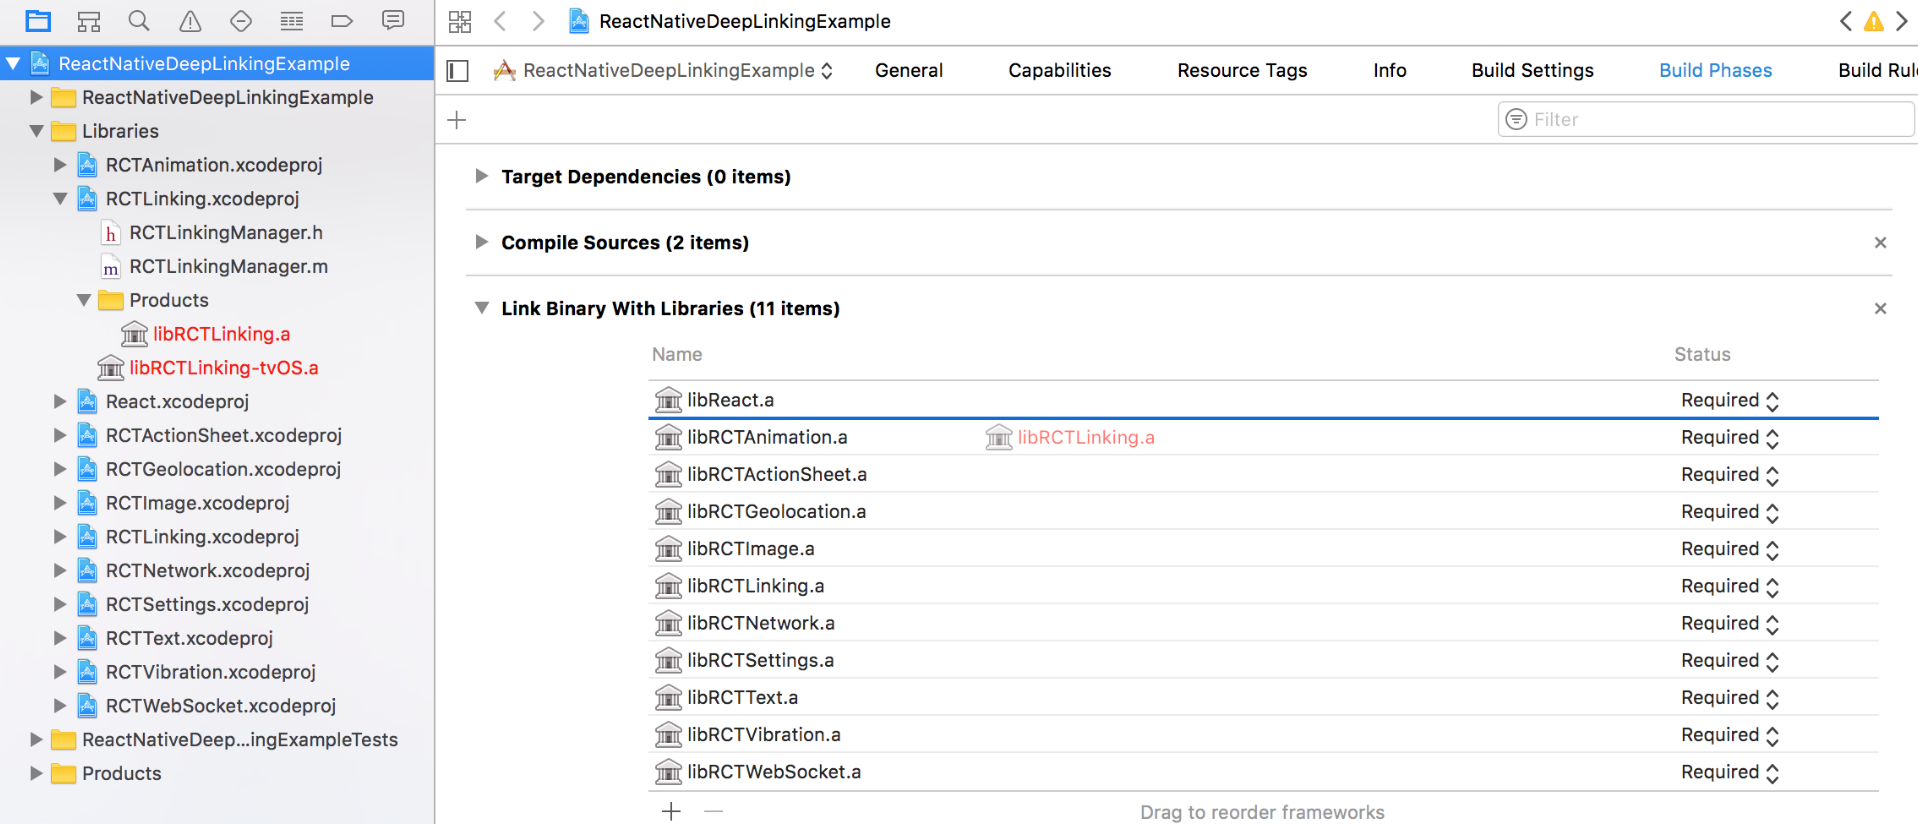 ReactNativeDeepLinkingExample
ReactNativeDeepLinkingExample
Libraries
RCTAnimation.xcodeproj
RCTLinking.xcodeproj
h RCTLinkingManager.h
m RCTLinkingManager.m
Products
libRCTLinking.a
libRCTLinking-tvOS.a
React.xcodeproj
RCTActionSheet.xcodeproj
RCTGeolocation.xcodeproj
RCTImage.xcodeproj
RCTLinking.xcodeproj
RCTNetwork.xcodeproj
RCTSettings.xcodeproj
RCTText.xcodeproj
RCTVibration.xcodeproj
RCTWebSocket.xcodeproj
ReactNativeDeep...ingExampleTests
Products
ReactNativeDeepLinkingExample
ReactNativeDeepLinkingExample General Capabilities Resource Tags Info Build Settings Build Phases Build Rul
Filter
Target Dependencies (0 items)
Compile Sources (2 items)
Link Binary With Libraries (11 items)
Name Status
libReact.a Required
libRCTAnimation.a libRCTLinking.a Required
libRCTActionSheet.a Required
libRCTGeolocation.a Required
libRCTImage.a Required
libRCTLinking.a Required
libRCTNetwork.a Required
libRCTSettings.a Required
libRCTText.a Required
libRCTVibration.a Required
libRCTWebSocket.a Required
Drag to reorder frameworks